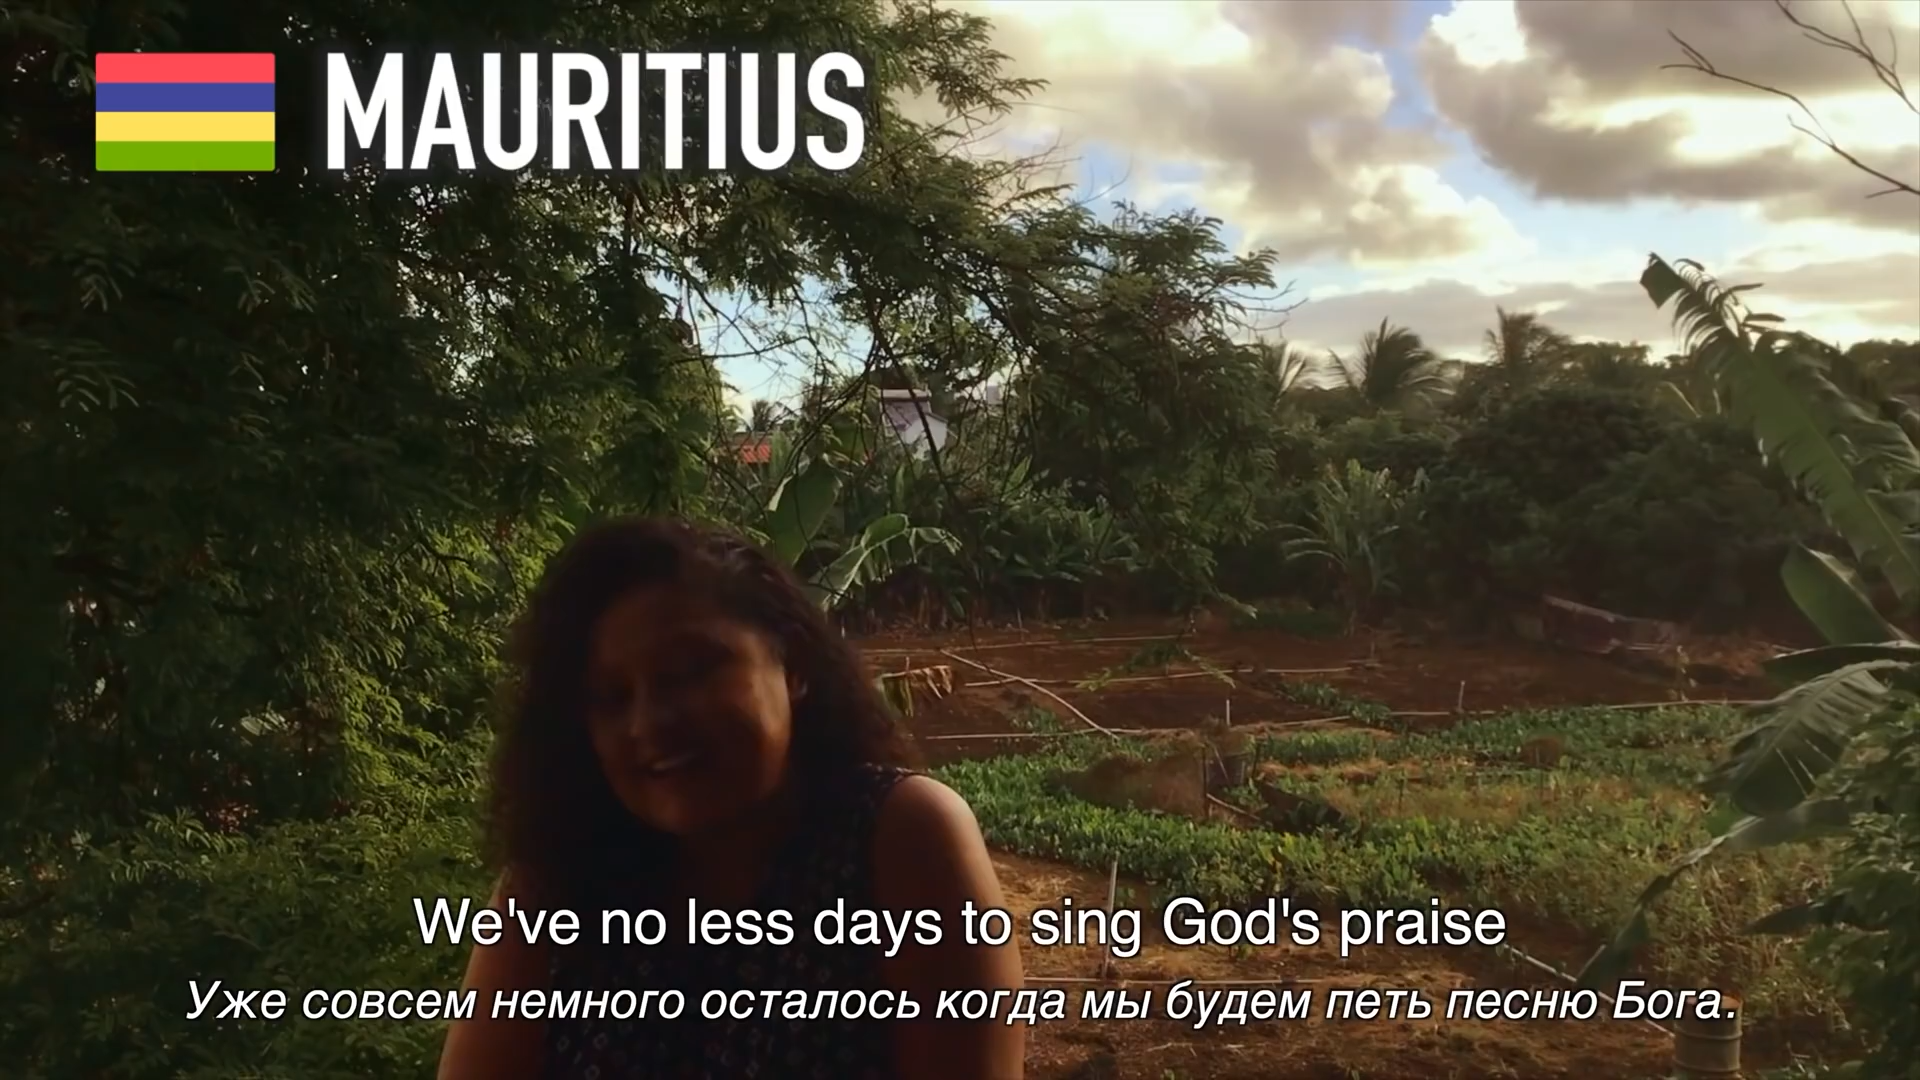 MAURITIUS
We've no less days to sing God's praise
Уже совсем немного осталось когда мы будем петь песню Бога.